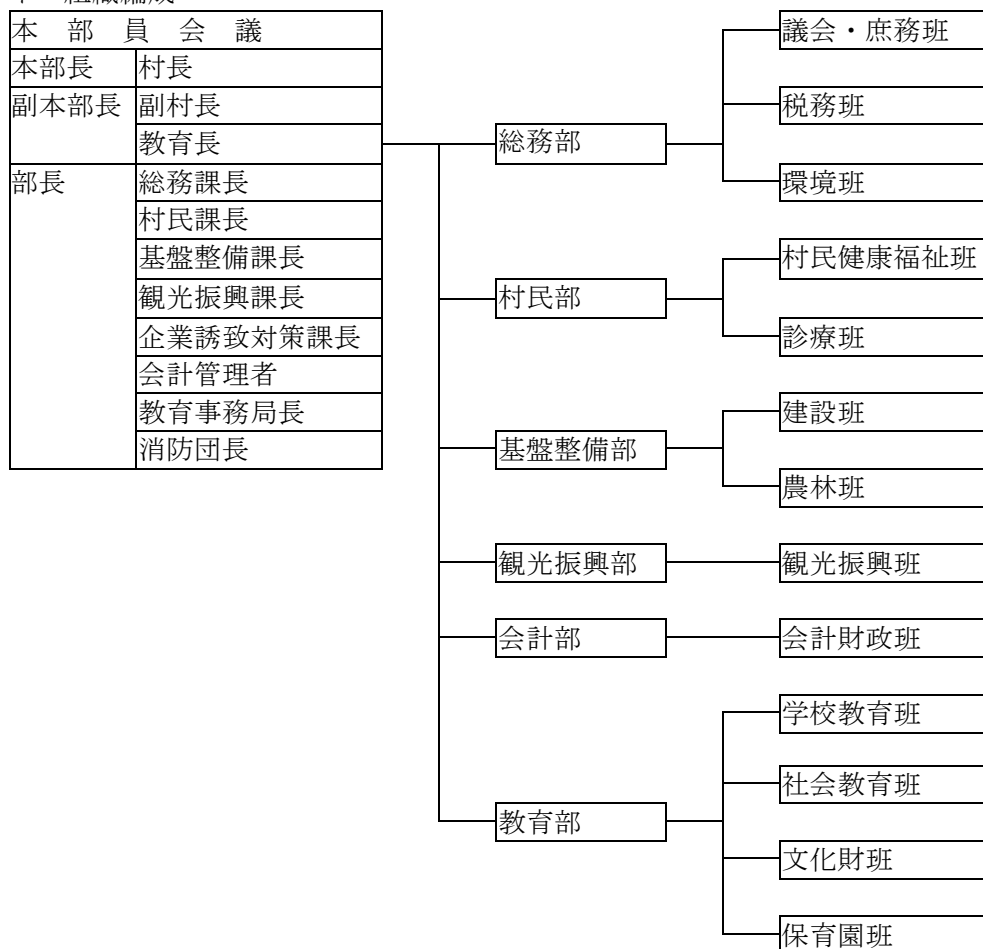 本部員会議
本部長 村長
副本部長 副村長
教育長
部長 総務課長
村民課長
基盤整備課長
観光振興課長
企業誘致対策課長
会計管理者
教育事務局長
消防団長
総務部
議会・庶務班
税務班
環境班
村民部
村民健康福祉班
診療班
基盤整備部
建設班
農林班
観光振興部
観光振興班
会計部
会計財政班
教育部
学校教育班
社会教育班
文化財班
保育園班